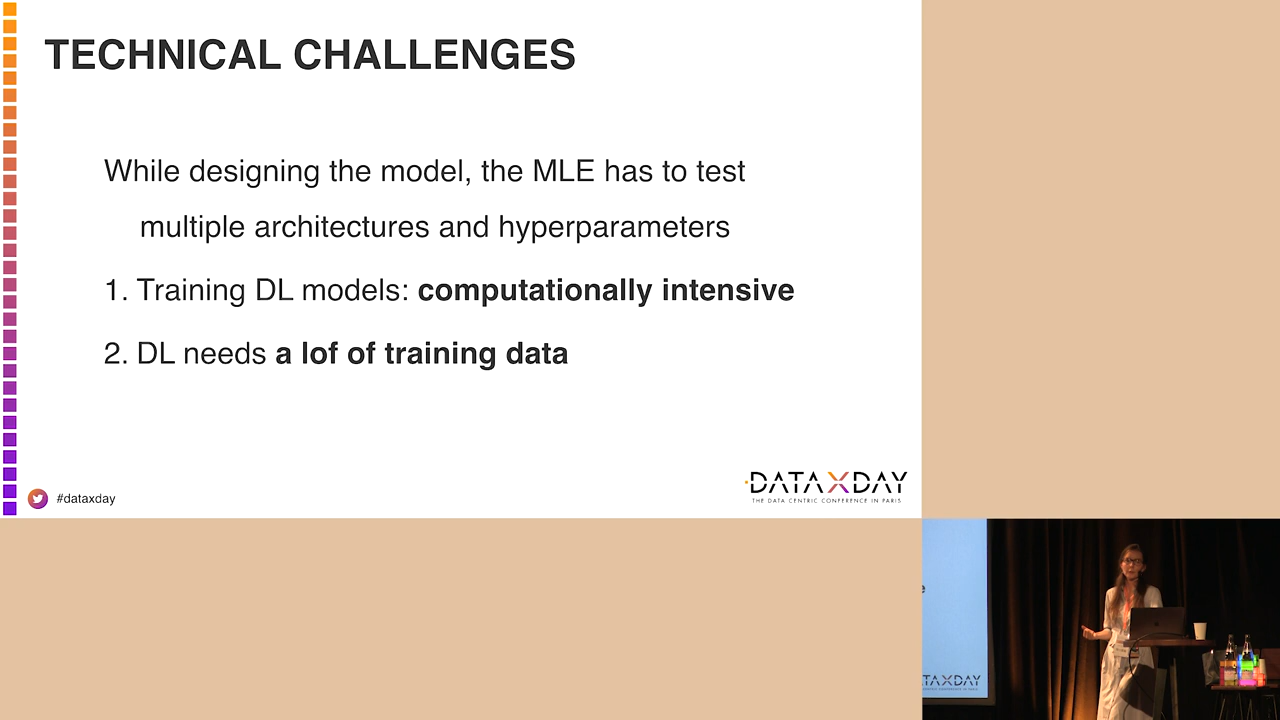 TECHNICAL CHALLENGES
While designing the model, the MLE has to test
multiple architectures and hyperparameters
1. Training DL models: computationally intensive
2. DL needs a lof of training data
#dataxday
DATAXDAY
THE DATA CENTRIC CONFERENCE IN PARIS
TAXDAY